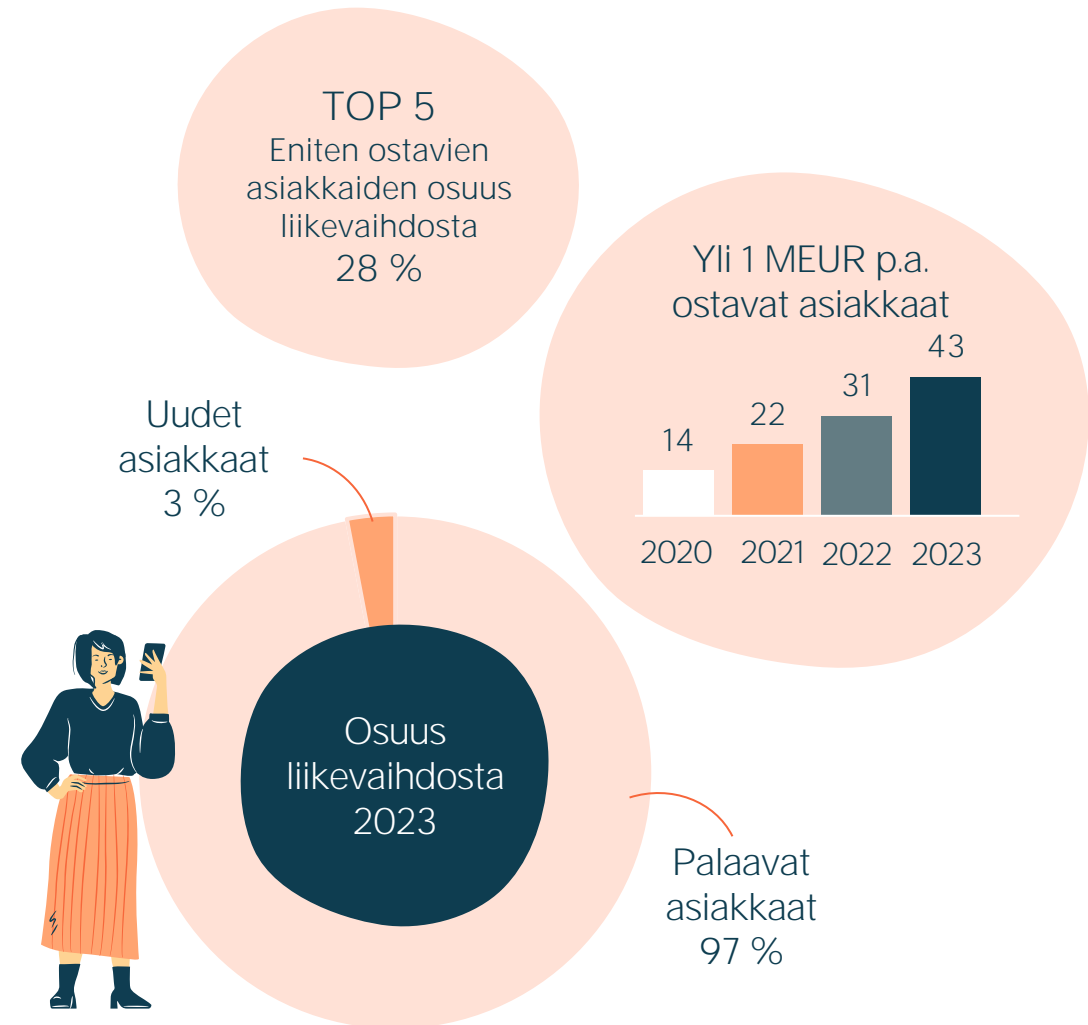 TOP 5
Eniten ostavien
asiakkaiden osuus
liikevaihdosta
28 %
Yli 1 MEUR p.a.
ostavat asiakkaat
14
22
31
43
2020
2021
2022
2023
Uudet
asiakkaat
3 %
Osuus
liikevaihdosta
2023
Palaavat
asiakkaat
97 %